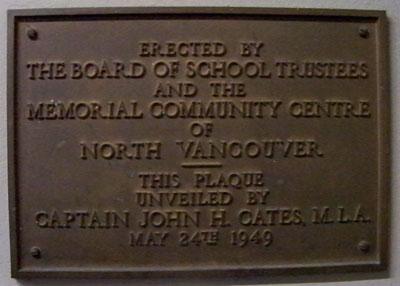 ERECTED BY
THE BOARD OF SCHOOL TRUSTEES
AND THE
MEMORIAL COMMUNITY CENTRE
OF
NORTH VANCOUVER
THIS PLAQUE
UNVEILED BY
CAPTAIN JOHN H. CATES, M.L.A.
MAY 24TH 1949